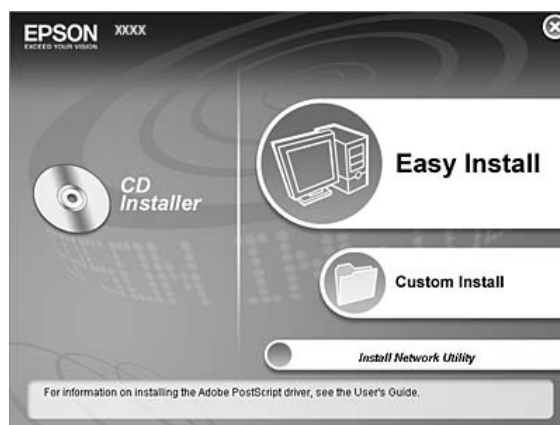 EPSON XXXX
EXCEED YOUR VISION
Easy Install
CD
Installer
Custom Install
Install Network Utility
For information on installing the Adobe PostScript driver, see the User's Guide.